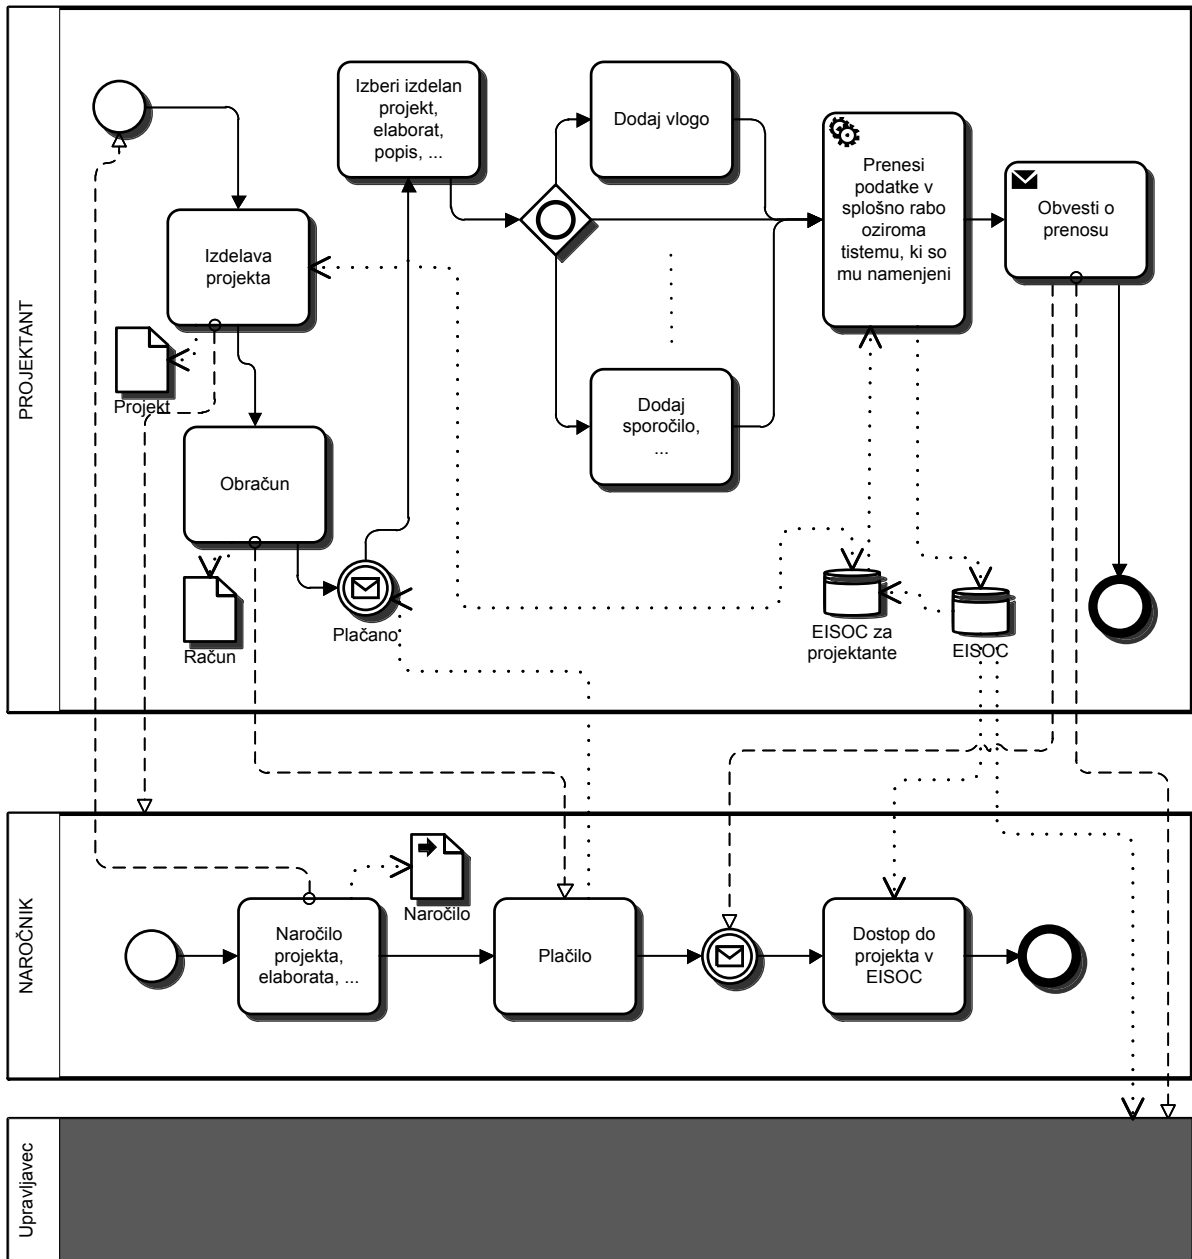 PROJEKTANT
Izberi izdelan
projekt,
elaborat,
popis, ...
Dodaj vlogo
Prenesi
podatke v
splošno rabo
oziroma
tistemu, ki so
mu namenjeni
Obvesti o
prenosu
Izdelava
projekta
Projekt
Dodaj
sporočilo,
...
Obračun
Račun
Plačano
EISOC za
projektante
EISOC
NAROČNIK
Naročilo
Naročilo
projekta,
elaborata, ...
Plačilo
Dostop do
projekta v
EISOC
Upravljavec